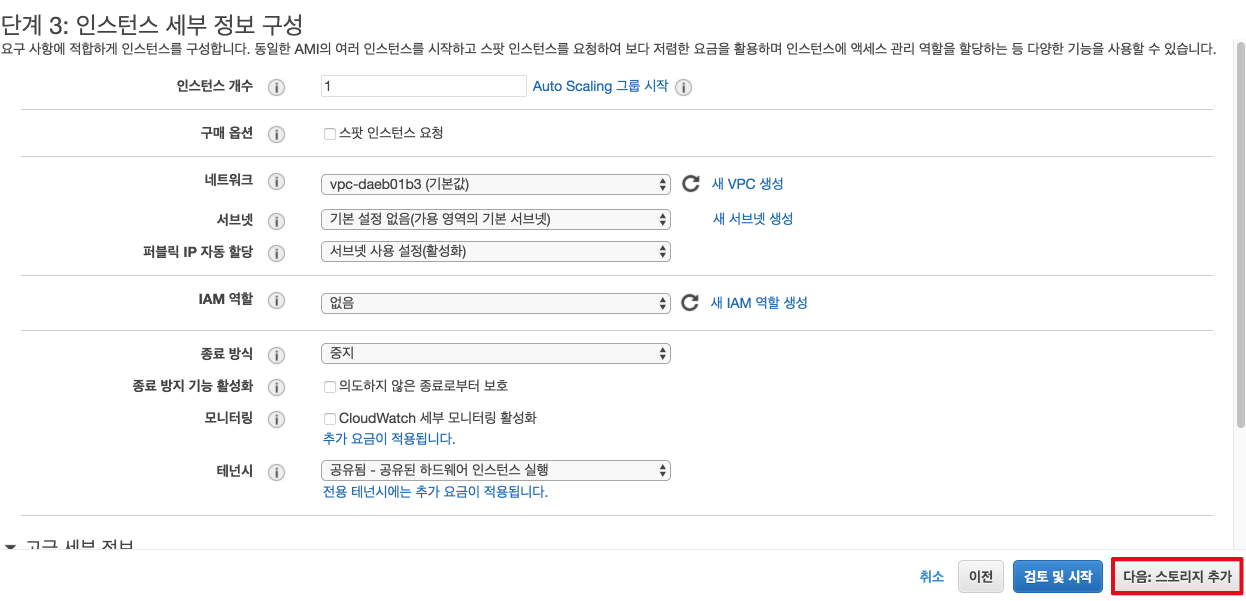 단계 3: 인스턴스 세부 정보 구성
요구 사항에 적합하게 인스턴스를 구성합니다. 동일한 AMI의 여러 인스턴스를 시작하고 스팟 인스턴스를 요청하여 보다 저렴한 요금을 활용하며 인스턴스에 액세스 관리 역할을 할당하는 등 다양한 기능을 사용할 수 있습니다.
인스턴스 개수 i 1 Auto Scaling 그룹 시작 i
구매 옵션 i 스팟 인스턴스 요청
네트워크 i vpc-daeb01b3 (기본값) 새 VPC 생성
서브넷 i 기본 설정 없음(가용 영역의 기본 서브넷) 새 서브넷 생성
퍼블릭 IP 자동 할당 i 서브넷 사용 설정(활성화)
IAM 역할 i 없음 새 IAM 역할 생성
종료 방식 i 중지
종료 방지 기능 활성화 i 의도하지 않은 종료로부터 보호
모니터링 i CloudWatch 세부 모니터링 활성화
추가 요금이 적용됩니다.
테넌시 i 공유됨 - 공유된 하드웨어 인스턴스 실행
전용 테넌시에는 추가 요금이 적용됩니다.
고급 세부 정보
취소 이전 검토 및 시작 다음: 스토리지 추가